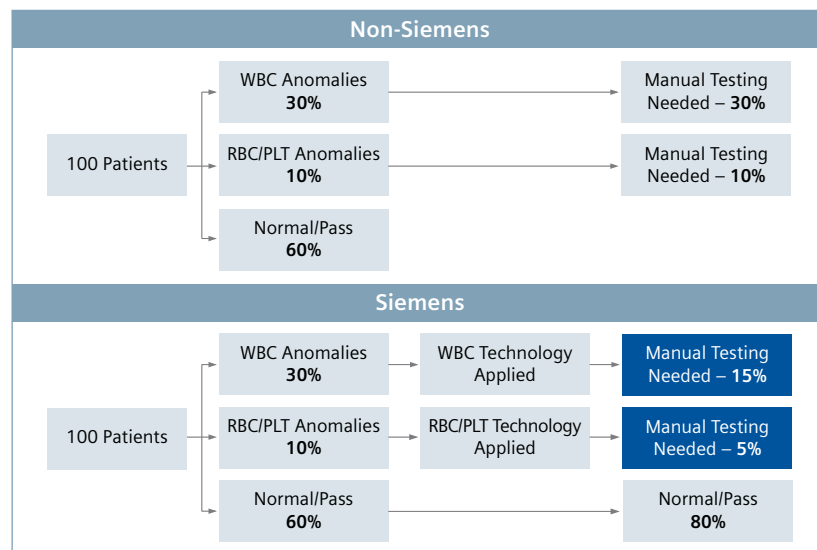 Non-Siemens
WBC Anomalies
30%
Manual Testing
Needed – 30%
100 Patients
RBC/PLT Anomalies
10%
Manual Testing
Needed – 10%
Normal/Pass
60%
Siemens
WBC Anomalies
30%
WBC Technology
Applied
Manual Testing
Needed – 15%
100 Patients
RBC/PLT Anomalies
10%
RBC/PLT Technology
Applied
Manual Testing
Needed – 5%
Normal/Pass
60%
Normal/Pass
80%